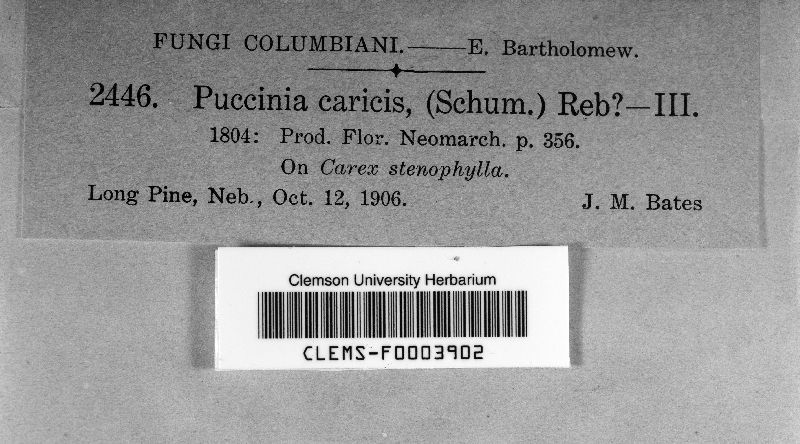 FUNGI COLUMBIANI.——E. Bartholomew.
2446. Puccinia caricis, (Schum.) Reb?—III.
1804: Prod. Flor. Neomarch. p. 356.
On Carex stenophylla.
Long Pine, Neb., Oct. 12, 1906. J. M. Bates
Clemson University Herbarium
CLEMS-F0003902